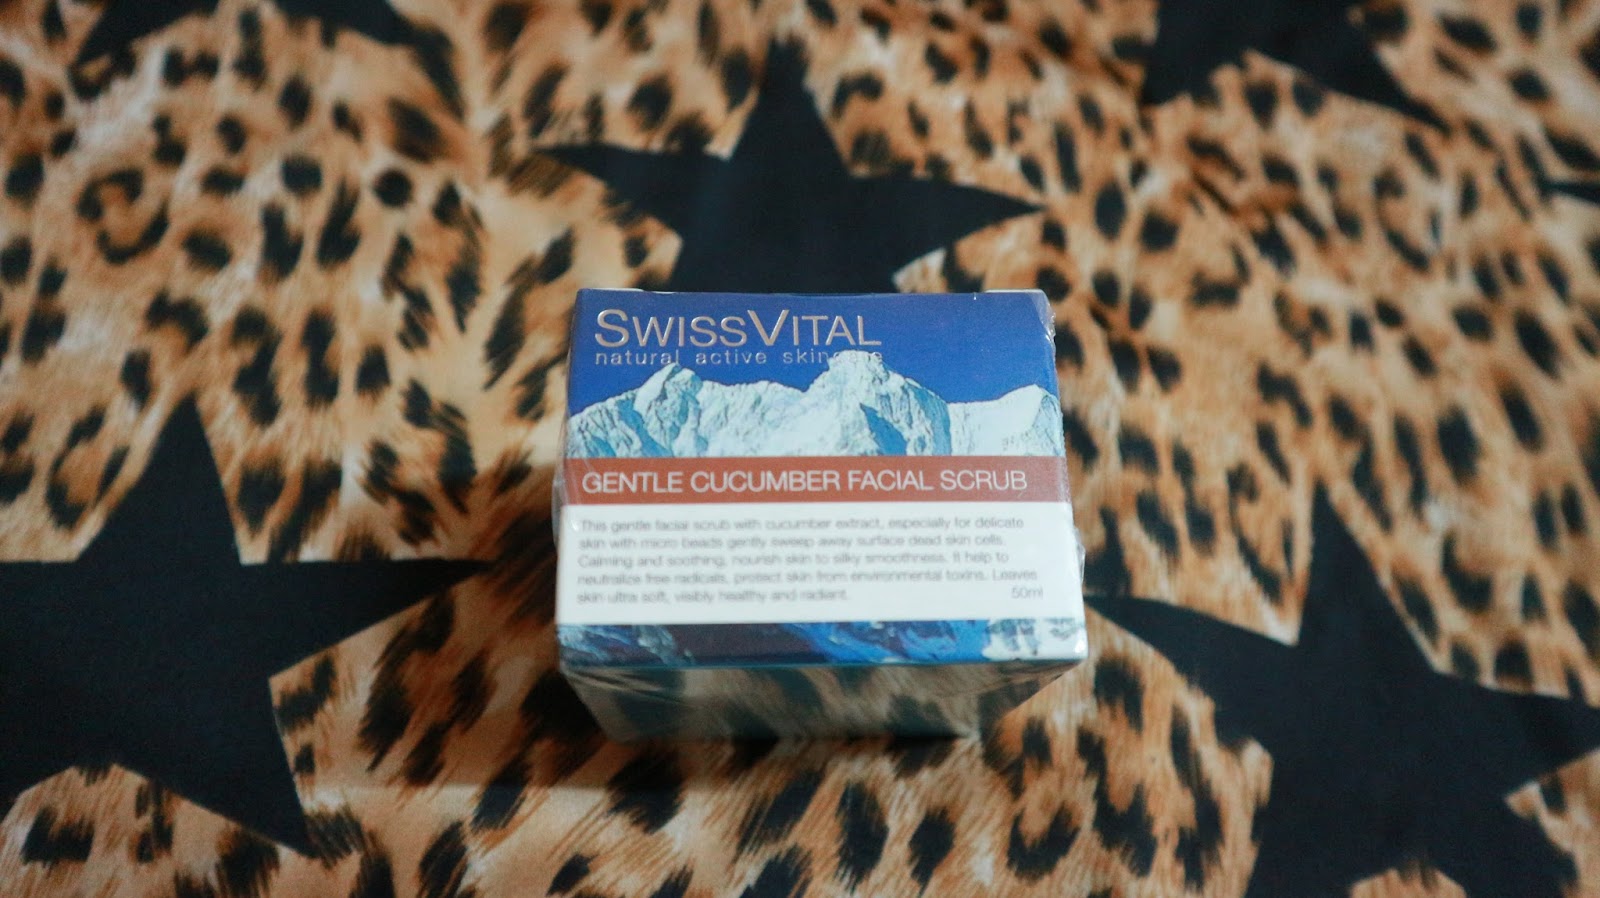 SWISSVITAL
natural active skincare
GENTLE CUCUMBER FACIAL SCRUB
This gentle facial scrub with cucumber extract, especially for delicate
skin with micro beads gently sweep away surface dead skin cells.
Calming and soothing, nourish skin to silky smoothness. It help to
neutralize free radicals, protect skin from environmental toxins. Leaves
skin ultra soft, visibly healthy and radiant. 50ml